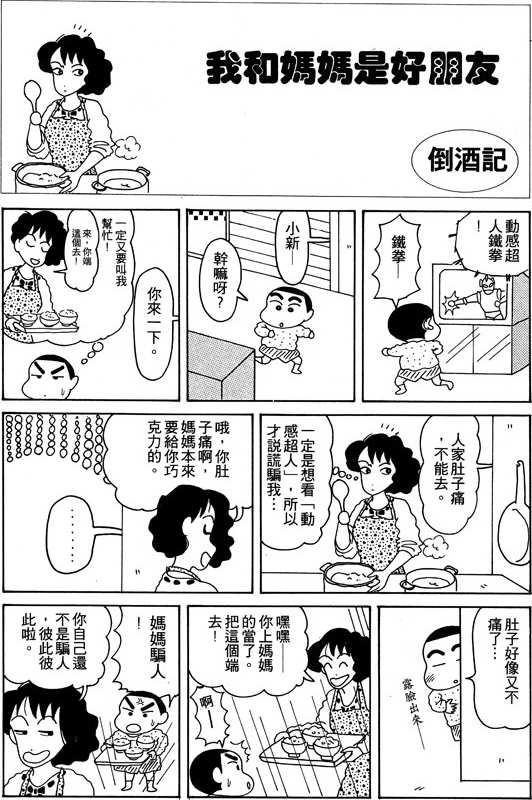 我和媽媽是好朋友
倒酒記
動感超
人鐵拳
！
鐵拳—
小新
幹嘛呀？
你來一下。
一定又要叫我
幫忙！
來，你端
這個去！
人家肚子痛
，不能去。
一定是想看「動
感超人」，所以
才說謊騙我…
哦，你肚
子痛啊，
媽媽本來
要給你巧
克力的。
………
肚子好像又不
痛了…
露臉出來
嘿嘿——
你上媽媽
的當了。
把這個端
去！
啊—
媽媽騙人
！
你自己還
不是騙人
，彼此彼
此啦。